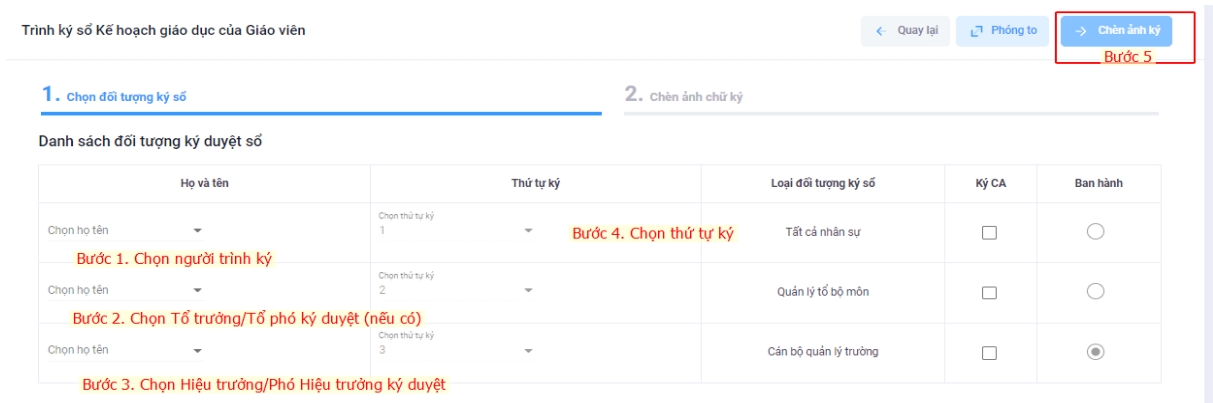 Trình ký sổ Kế hoạch giáo dục của Giáo viên
Quay lại
Phóng to
Chèn ảnh ký
Bước 5
1. Chọn đối tượng ký số
2. Chèn ảnh chữ ký
Danh sách đối tượng ký duyệt sổ
Họ và tên Thứ tự ký Loại đối tượng ký số Ký CA Ban hành
Chọn thứ tự ký
Chọn họ tên 1 Bước 4. Chọn thứ tự ký Tất cả nhân sự
Bước 1. Chọn người trình ký
Chọn thứ tự ký
Chọn họ tên 2 Quản lý tổ bộ môn
Bước 2. Chọn Tổ trưởng/Tổ phó ký duyệt (nếu có)
Chọn thứ tự ký
Chọn họ tên 3 Cán bộ quản lý trường
Bước 3. Chọn Hiệu trưởng/Phó Hiệu trưởng ký duyệt